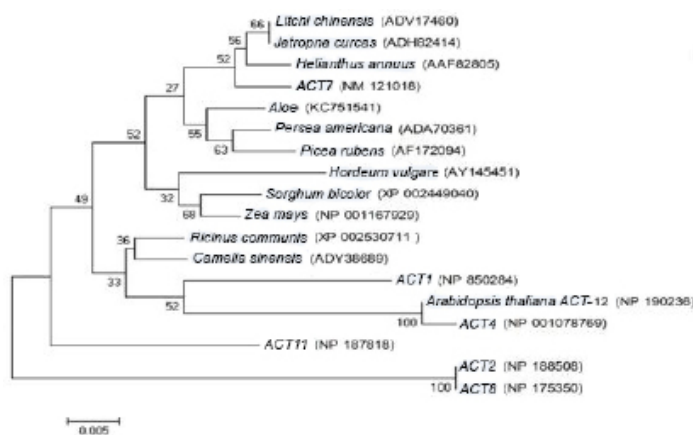 66 Litchi chinensis (ADV17460)
Jatropne curcas (ADH82414)
56
Helianthus annuus (AAF82805)
52
ACT7 (NM 121018)
27
Aloe (KC751541)
55
Persea americana (ADA70361)
63
Picea rubens (AF172094)
52
Hordeum vulgare (AY145451)
32
Sorghum bicolor (XP 002449040)
68
Zea mays (NP 001167929)
49
36 Ricinus communis (XP 002530711 )
Camelis sinensis (ADY38689)
33
ACT1 (NP 850284)
52
Arabidopsis thaliana ACT-12 (NP 190236)
100
ACT4 (NP 001078769)
ACT11 (NP 187818)
ACT2 (NP 188508)
100 ACT8 (NP 175350)
0.005